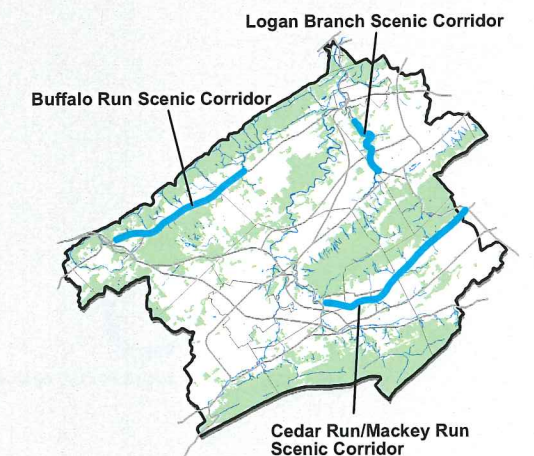 Logan Branch Scenic Corridor
Buffalo Run Scenic Corridor
Cedar Run/Mackey Run
Scenic Corridor